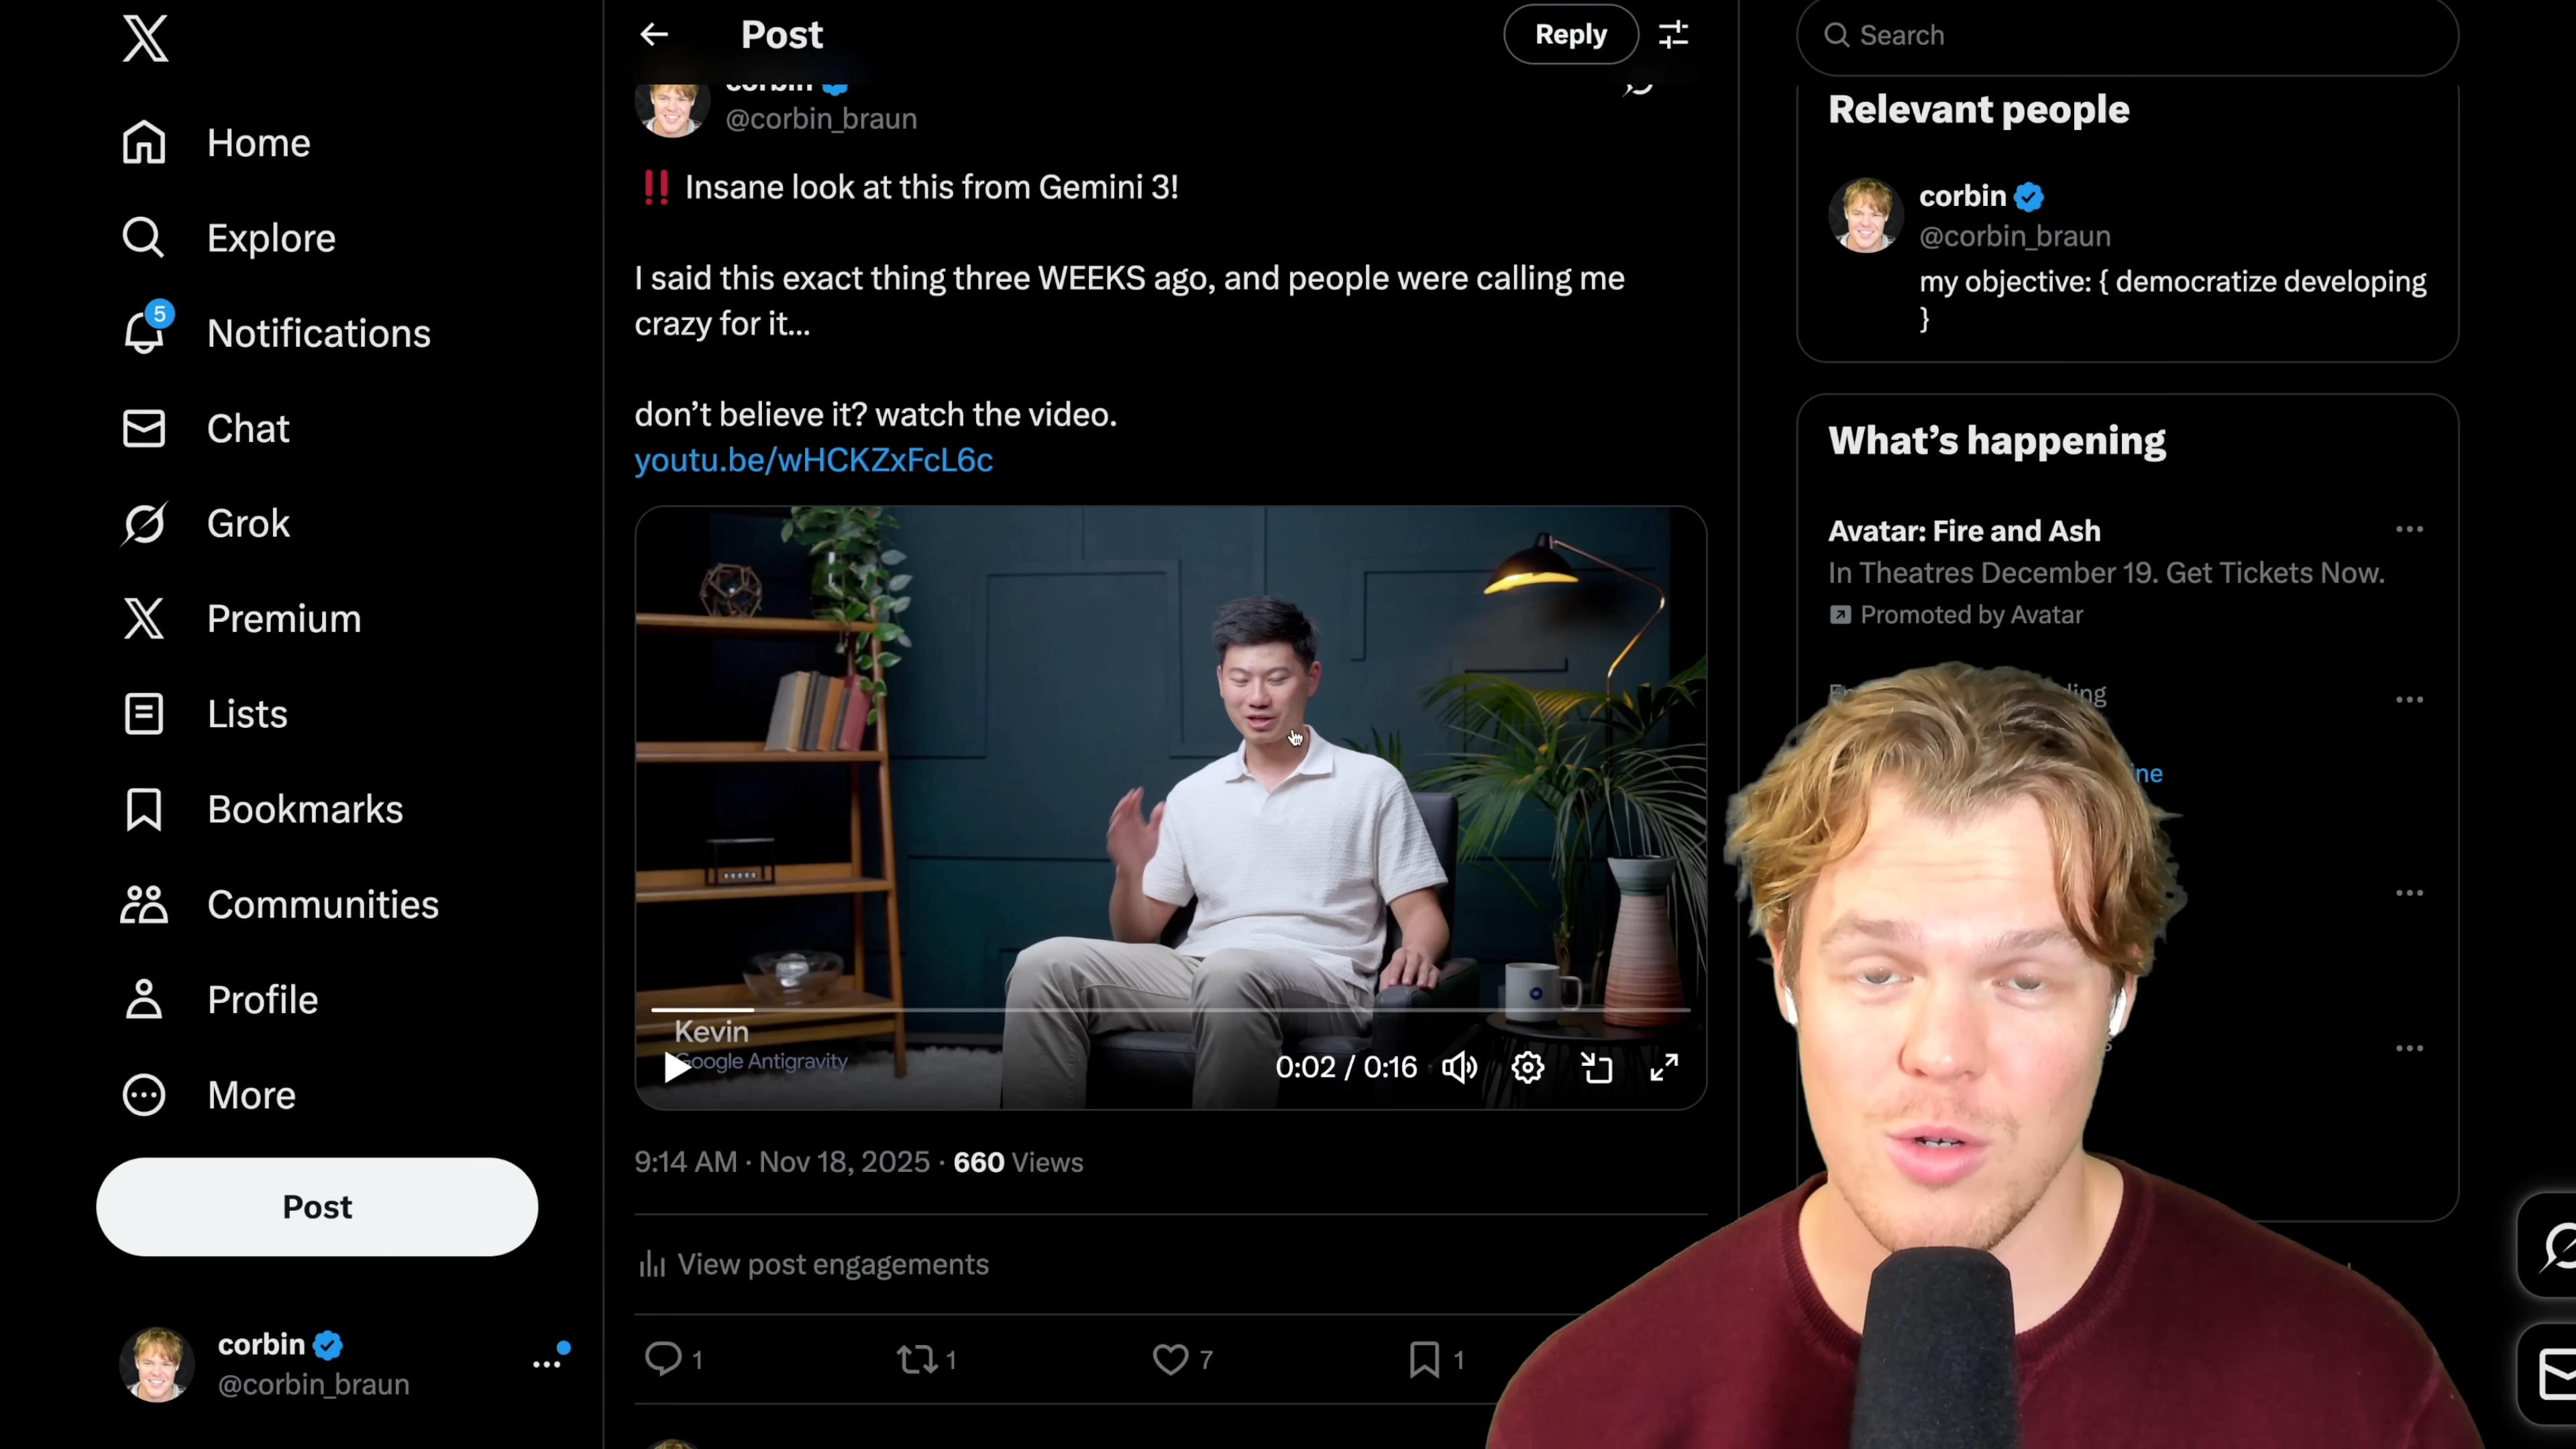 Home
Explore
5
Notifications
Chat
Grok
Premium
Lists
Bookmarks
Communities
Profile
More
Post
corbin
@corbin_braun
Post
Reply
corbin
@corbin_braun
‼️ Insane look at this from Gemini 3!
I said this exact thing three WEEKS ago, and people were calling me
crazy for it...
don’t believe it? watch the video.
youtu.be/wHCKZxFcL6c
Kevin
Google Antigravity
0:02 / 0:16
9:14 AM · Nov 18, 2025 · 660 Views
View post engagements
1
1
7
1
Search
Relevant people
corbin
@corbin_braun
my objective: { democratize developing
}
What’s happening
Avatar: Fire and Ash
In Theatres December 19. Get Tickets Now.
Promoted by Avatar